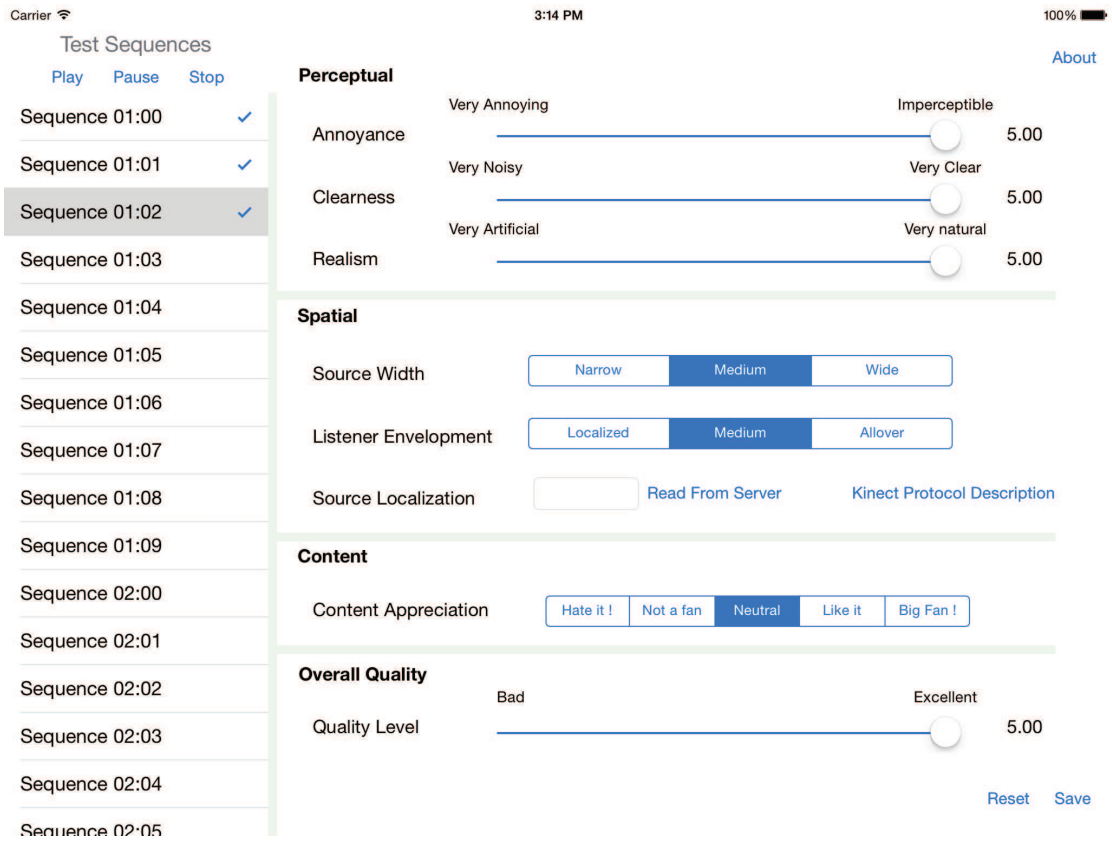 Carrier 3:14 PM 100%
Test Sequences
About
Play Pause Stop
Sequence 01:00
Sequence 01:01
Sequence 01:02
Sequence 01:03
Sequence 01:04
Sequence 01:05
Sequence 01:06
Sequence 01:07
Sequence 01:08
Sequence 01:09
Sequence 02:00
Sequence 02:01
Sequence 02:02
Sequence 02:03
Sequence 02:04
Sequence 02:05
Perceptual
Very Annoying Imperceptible
Annoyance 5.00
Very Noisy Very Clear
Clearness 5.00
Very Artificial Very natural
Realism 5.00
Spatial
Source Width Narrow Medium Wide
Listener Envelopment Localized Medium Allover
Source Localization Read From Server Kinect Protocol Description
Content
Content Appreciation Hate it ! Not a fan Neutral Like it Big Fan !
Overall Quality
Bad Excellent
Quality Level 5.00
Reset Save